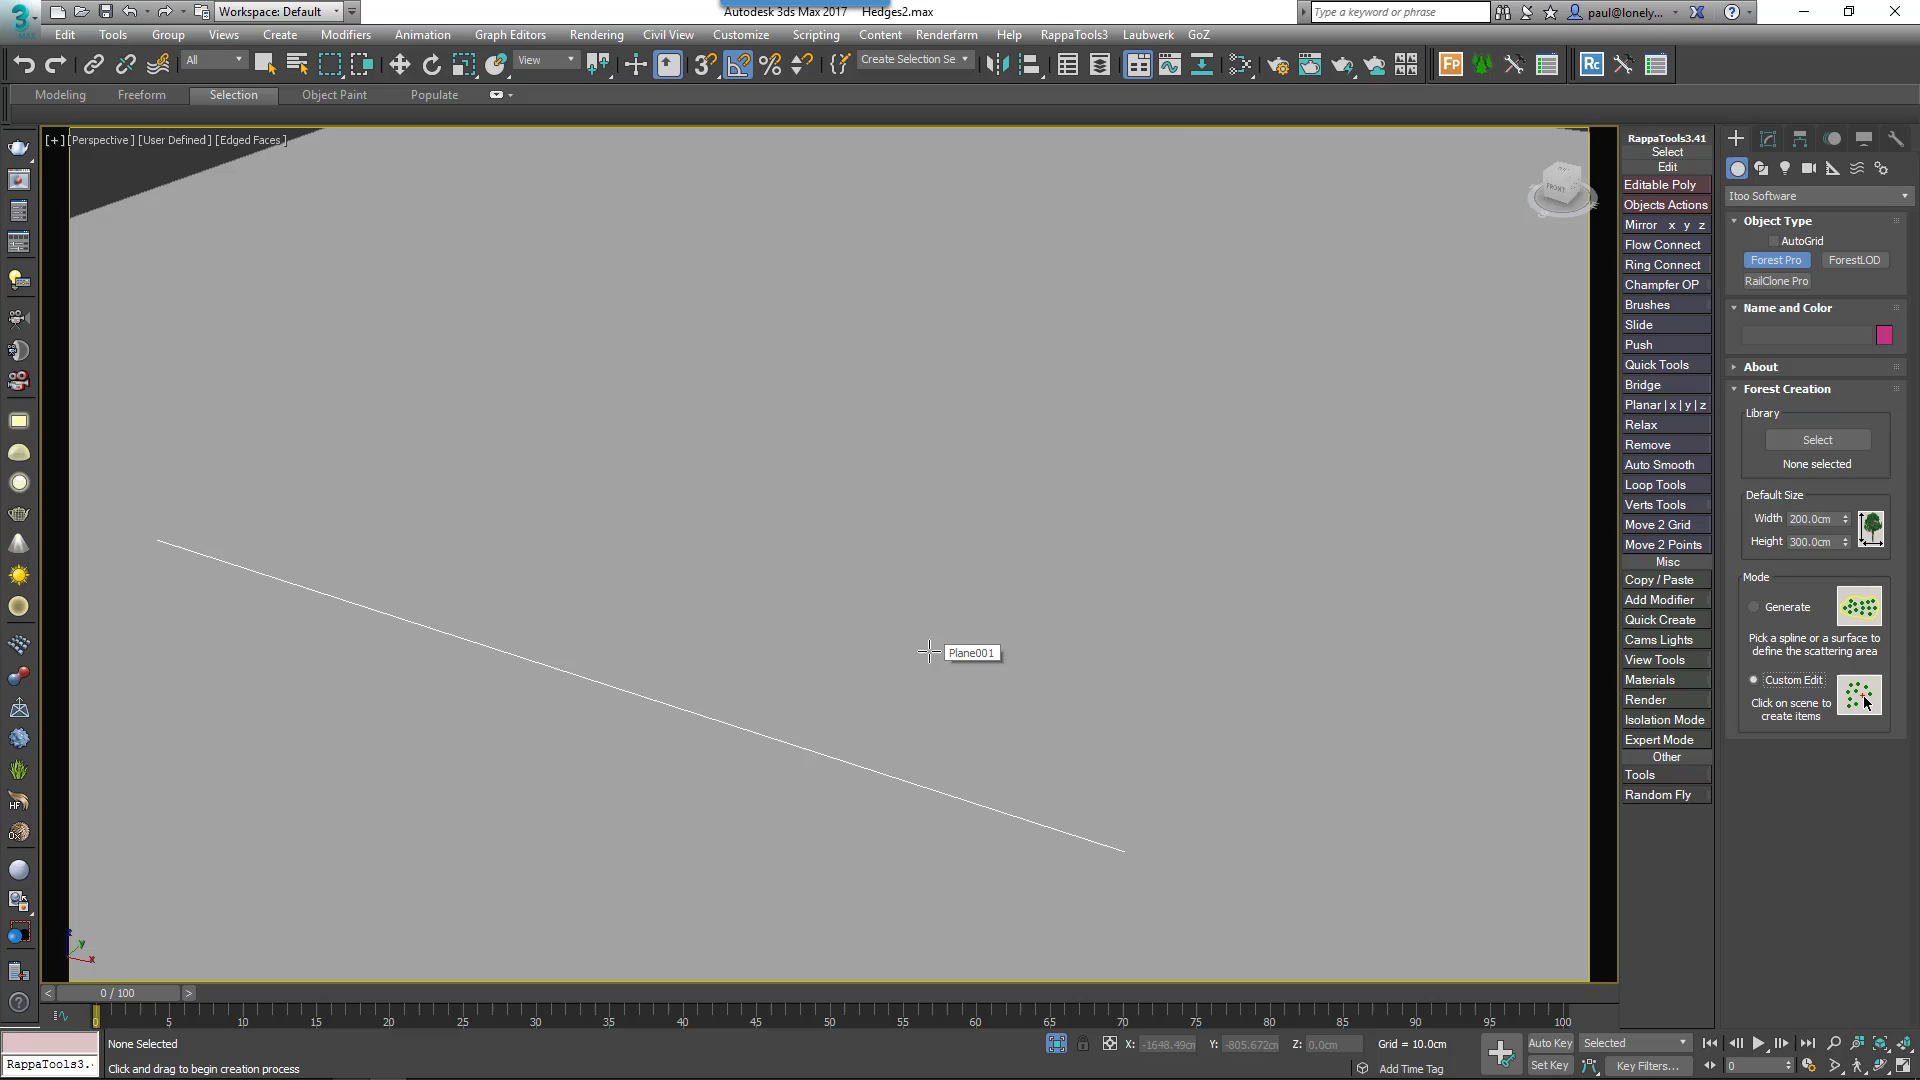 Workspace: Default
Autodesk 3ds Max 2017 Hedges2.max
Type a keyword or phrase
paul@lonely...
3
MAX
Edit Tools Group Views Create Modifiers Animation Graph Editors Rendering Civil View Customize Scripting Content Renderfarm Help RappaTools3 Laubwerk GoZ
All
View
Create Selection Se
Fp
Rc
Modeling Freeform Selection Object Paint Populate
[+] [Perspective ] [User Defined ] [Edged Faces ]
FRONT
Plane001
x
y
HF
RappaTools3.41
Select
Edit
Editable Poly
Objects Actions
Mirror x y z
Flow Connect
Ring Connect
Champfer OP
Brushes
Slide
Push
Quick Tools
Bridge
Planar | x | y | z
Relax
Remove
Auto Smooth
Loop Tools
Verts Tools
Move 2 Grid
Move 2 Points
Misc
Copy / Paste
Add Modifier
Quick Create
Cams Lights
View Tools
Materials
Render
Isolation Mode
Expert Mode
Other
Tools
Random Fly
Itoo Software
Object Type
AutoGrid
Forest Pro ForestLOD
RailClone Pro
Name and Color
About
Forest Creation
Library
Select
None selected
Default Size
Width 200.0cm
Height 300.0cm
Mode
Generate
Pick a spline or a surface to
define the scattering area
Custom Edit
Click on scene to
create items
< 0 / 100 >
0 5 10 15 20 25 30 35 40 45 50 55 60 65 70 75 80 85 90 95 100
None Selected
X: -1648.49cm Y: -805.672cm Z: 0.0cm Grid = 10.0cm
Auto Key Selected
RappaTools3.
Click and drag to begin creation process
Add Time Tag
Set Key Key Filters... 0